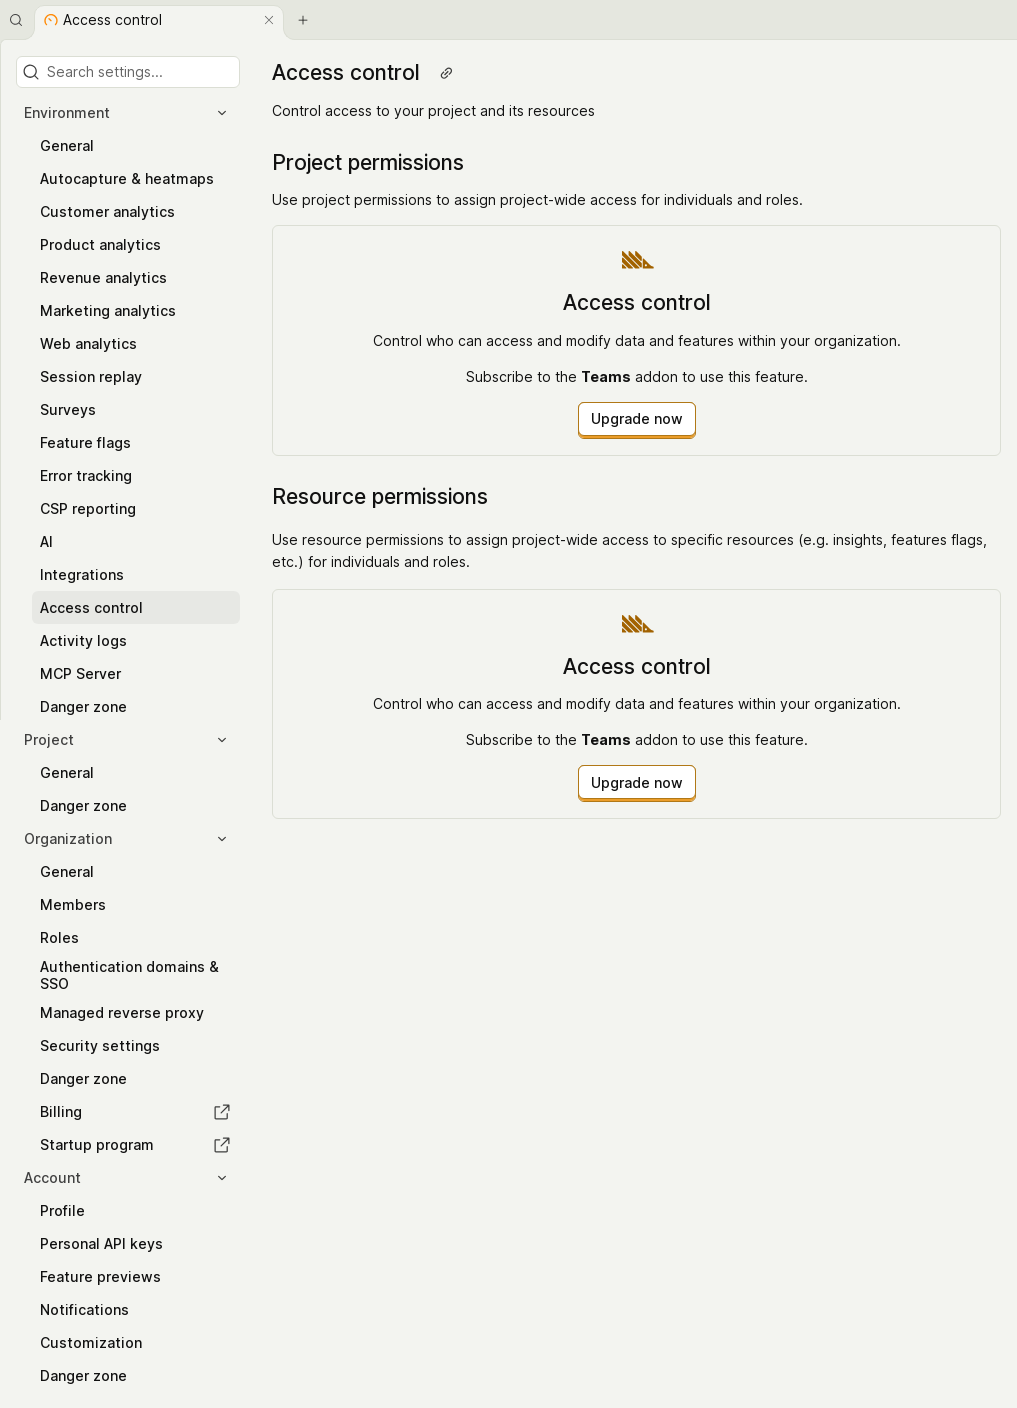 Access control
Search settings...
Environment
General
Autocapture & heatmaps
Customer analytics
Product analytics
Revenue analytics
Marketing analytics
Web analytics
Session replay
Surveys
Feature flags
Error tracking
CSP reporting
AI
Integrations
Access control
Activity logs
MCP Server
Danger zone
Project
General
Danger zone
Organization
General
Members
Roles
Authentication domains &
SSO
Managed reverse proxy
Security settings
Danger zone
Billing
Startup program
Account
Profile
Personal API keys
Feature previews
Notifications
Customization
Danger zone
Access control
Control access to your project and its resources
Project permissions
Use project permissions to assign project-wide access for individuals and roles.
Access control
Control who can access and modify data and features within your organization.
Subscribe to the Teams addon to use this feature.
Upgrade now
Resource permissions
Use resource permissions to assign project-wide access to specific resources (e.g. insights, features flags,
etc.) for individuals and roles.
Access control
Control who can access and modify data and features within your organization.
Subscribe to the Teams addon to use this feature.
Upgrade now